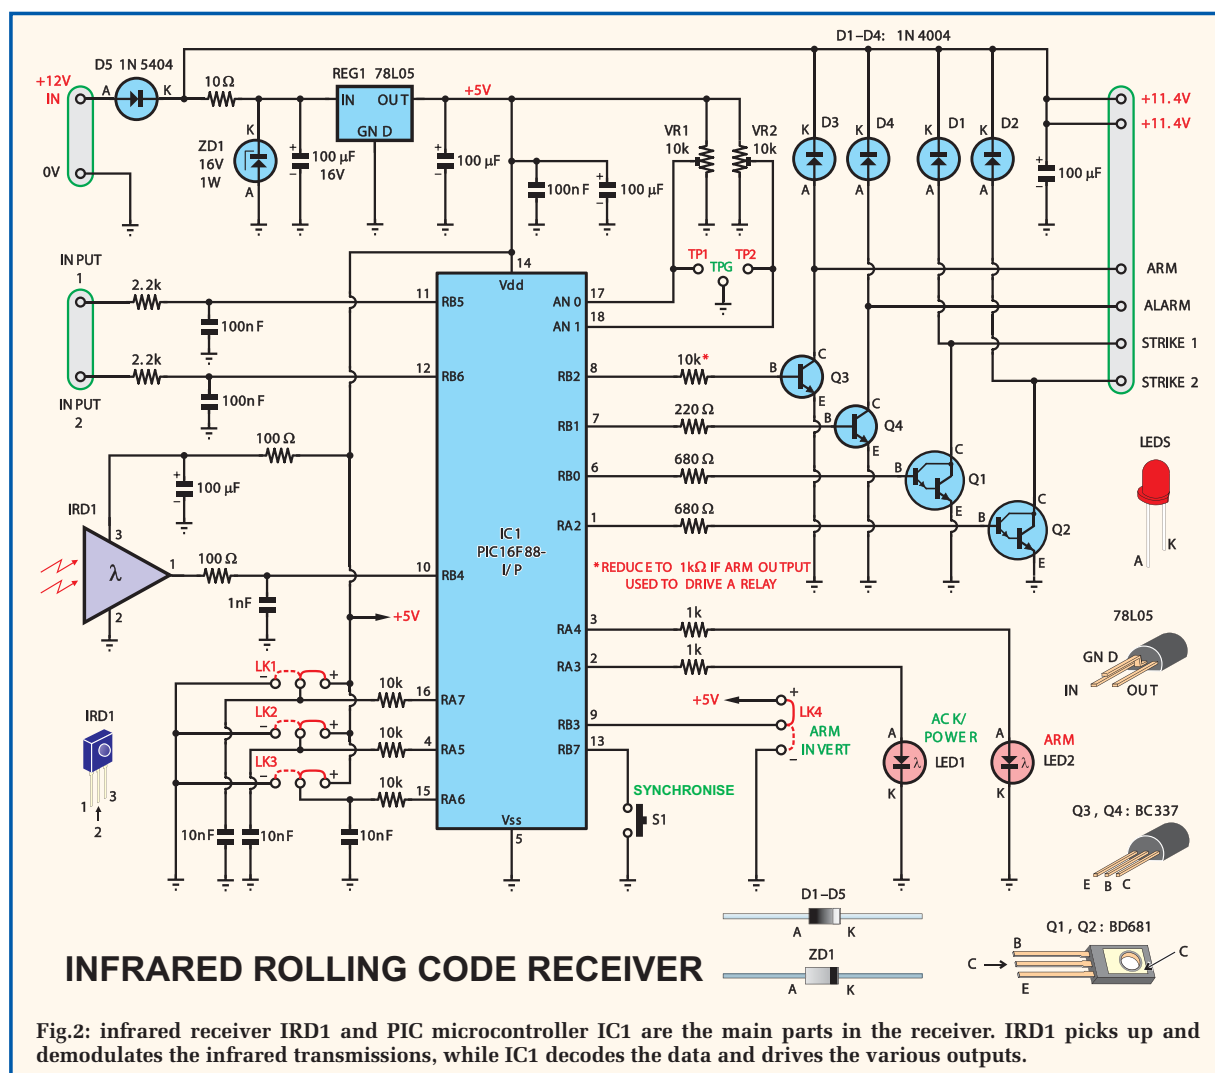 D1–D4: 1N 4004
D5 1N 5404
+12V
IN
A
K
10Ω
REG1 78L05
IN
OUT
GN D
+5V
0V
K
ZD1
16V
1W
A
+
−
100 µF
16V
+
−
100 µF
100nF
+
−
100 µF
VR1
10k
VR2
10k
K
D3
A
K
D4
A
K
D1
A
K
D2
A
+
−
100 µF
+11.4V
+11.4V
ARM
ALARM
STRIKE 1
STRIKE 2
TP1
TPG
TP2
IN PUT
1
2.2k
100n F
2.2k
100n F
IN PUT
2
14
Vdd
11
RB5
12
RB6
10
RB4
16
RA7
4
RA5
15
RA6
Vss
5
IC1
PIC16F88-
I/P
AN 0
17
AN 1
18
RB2
8
RB1
7
RB0
6
RA2
1
RA4
3
RA3
2
RB3
9
RB7
13
10k*
220Ω
680Ω
680Ω
B
C
E
Q3
B
C
E
Q4
B
C
E
Q1
B
C
E
Q2
*REDUCE TO 1kΩ IF ARM OUTPUT
USED TO DRIVE A RELAY
100Ω
+
−
100 µF
IRD1
3
λ
1
2
100Ω
1nF
+5V
LK1
−
+
LK2
−
+
LK3
−
+
10k
10k
10k
10nF
10nF
10nF
1k
1k
+5V
+
LK4
ARM
IN VERT
−
SYNCHRONISE
S1
AC K/
POWER
A
λ
LED1
K
ARM
A
λ
LED2
K
IRD1
1
2
3
LEDS
A
K
78L05
GN D
IN
OUT
Q3 , Q4 : BC337
E
B
C
Q1 , Q2 : BD681
B
C
E
C
D1–D5
A
K
ZD1
A
K
INFRARED ROLLING CODE RECEIVER
Fig.2: infrared receiver IRD1 and PIC microcontroller IC1 are the main parts in the receiver. IRD1 picks up and
demodulates the infrared transmissions, while IC1 decodes the data and drives the various outputs.